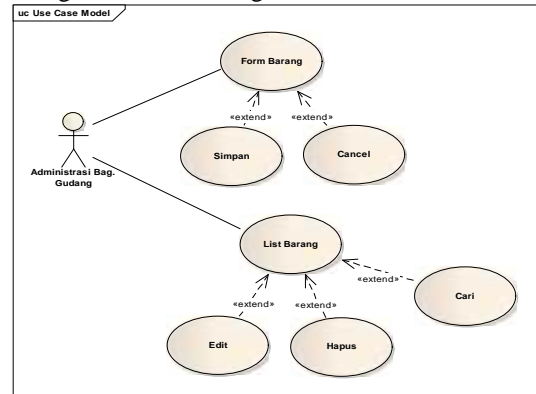 uc Use Case Model
Form Barang
«extend»
«extend»
Simpan
Cancel
Administrasi Bag.
Gudang
List Barang
«extend»
Cari
«extend»
«extend»
Edit
Hapus